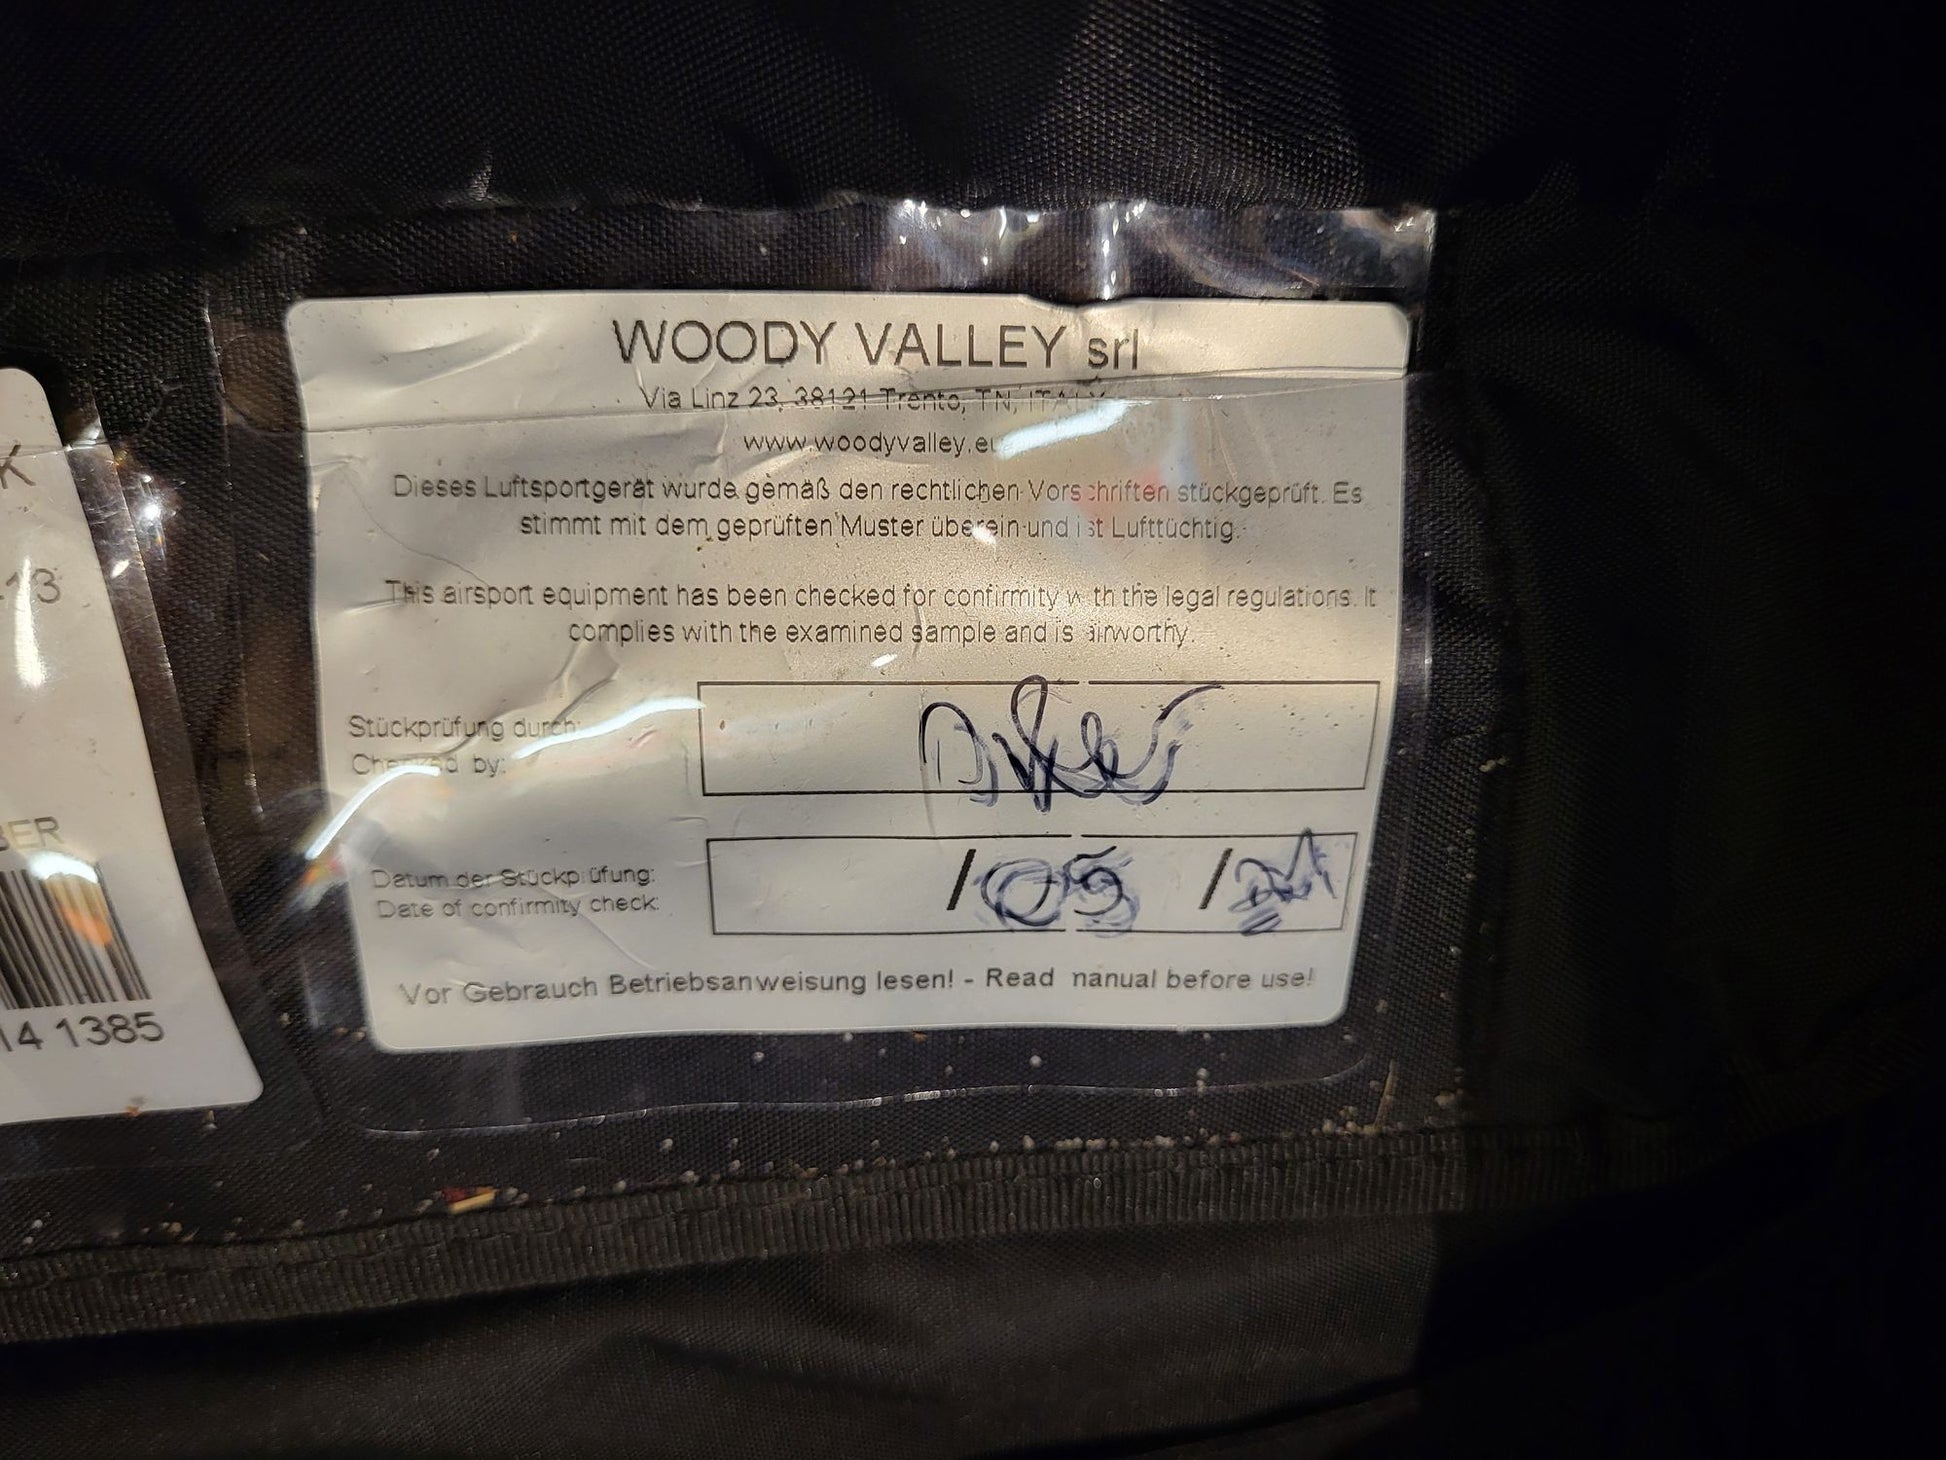 WOODY VALLEY srl
Via Linz 23, 38121 Trento, TN, ITALY
www.woodyvalley.eu
Dieses Luftsportgerät wurde gemäß den rechtlichen Vorschriften stückgeprüft. Es
stimmt mit dem geprüften Muster überein und ist Lufttüchtig.
This airsport equipment has been checked for confirmity with the legal regulations. It
complies with the examined sample and is airworthy.
Stückprüfung durch:
Checked by:
Datum der Stückprüfung:
Date of confirmity check:
/05 /
Vor Gebrauch Betriebsanweisung lesen! - Read manual before use!
K
13
BER
14 1385